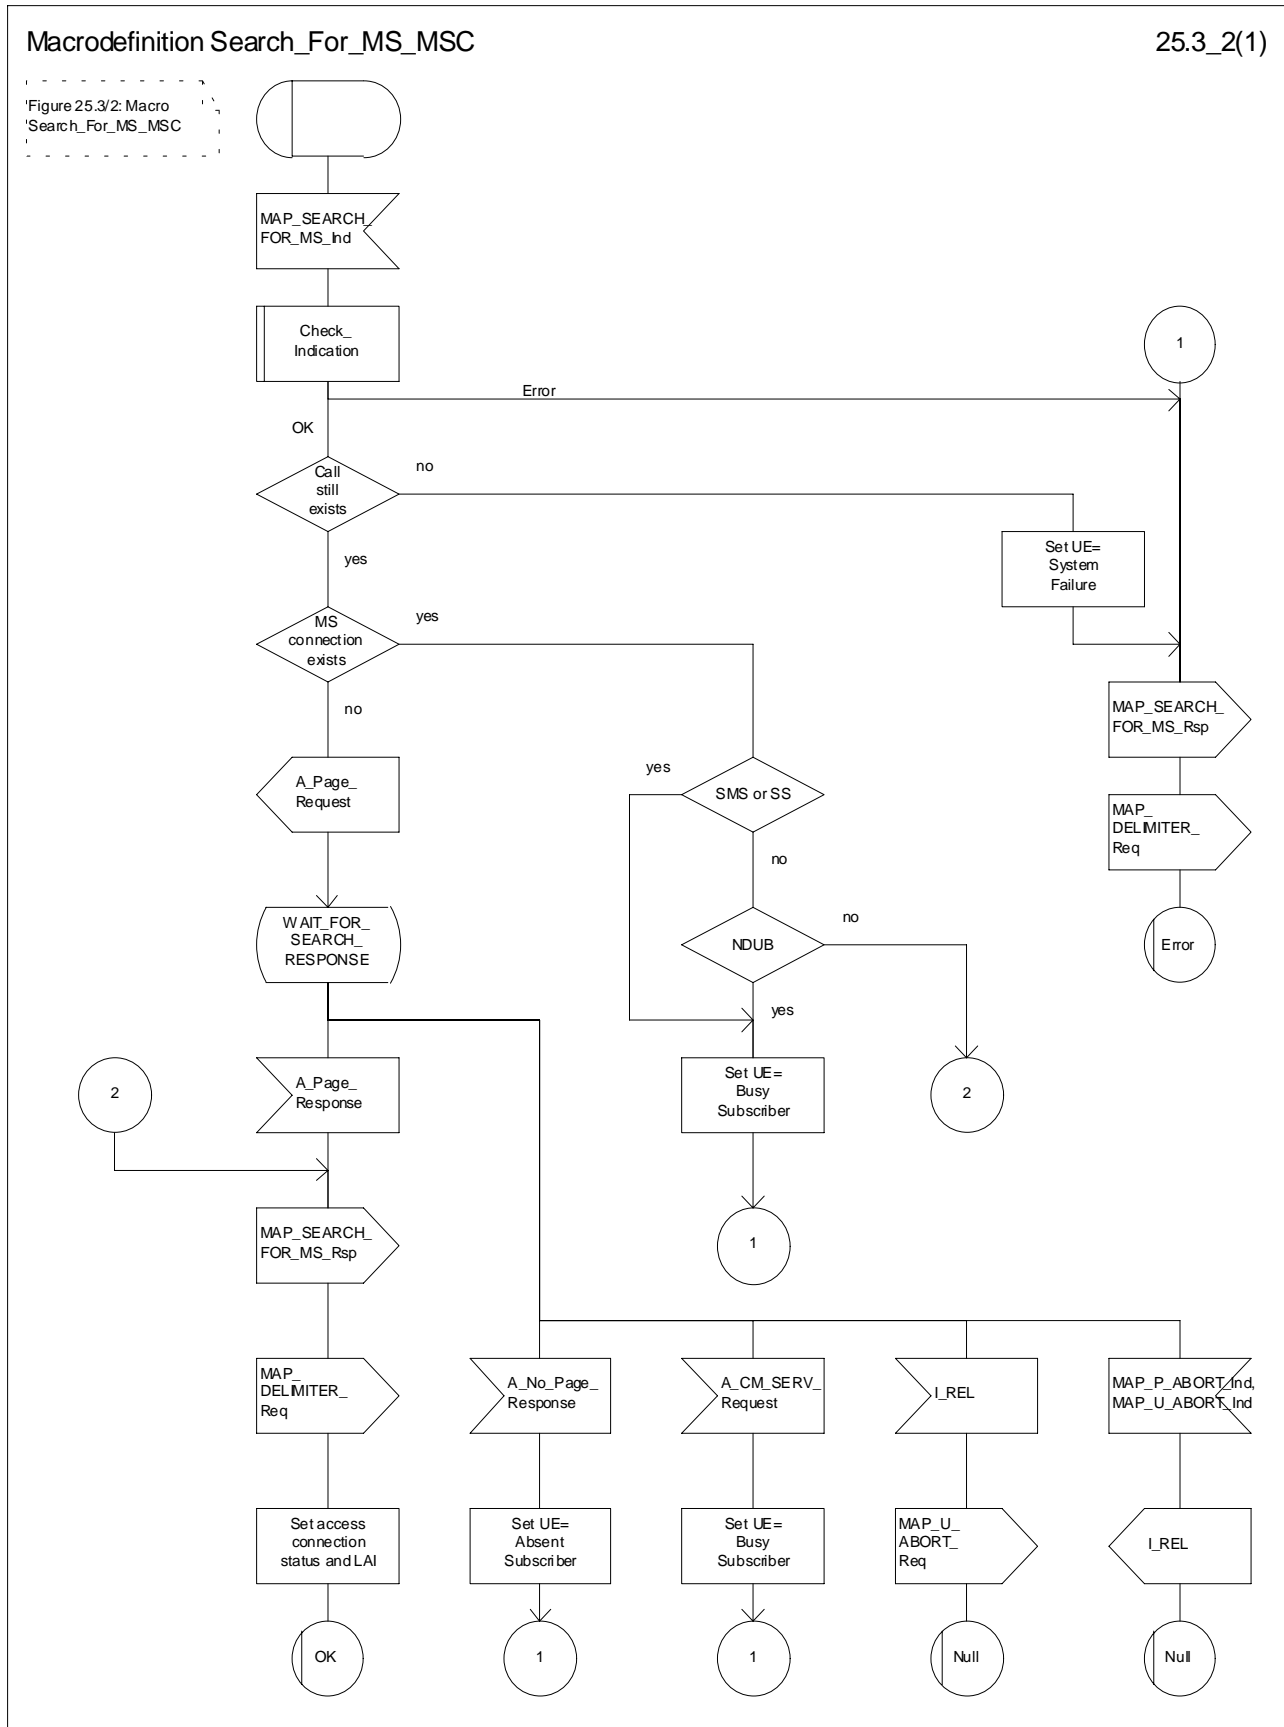 Macrodefinition Search_For_MS_MSC
25.3_2(1)
Figure 25.3/2: Macro
Search_For_MS_MSC
MAP_SEARCH_
FOR_MS_Ind
Check_
Indication
1
Error
OK
Call
still
exists
no
Set UE=
System
Failure
yes
MS
connection
exists
yes
no
MAP_SEARCH_
FOR_MS_Rsp
A_Page_
Request
yes
SMS or SS
MAP_
DELIMITER_
Req
no
WAIT_FOR_
SEARCH_
RESPONSE
NDUB
no
Error
yes
2
A_Page_
Response
Set UE=
Busy
Subscriber
2
MAP_SEARCH_
FOR_MS_Rsp
1
MAP_
DELIMITER_
Req
A_No_Page_
Response
A_CM_SERV_
Request
I_REL
MAP_P_ABORT_Ind,
MAP_U_ABORT_Ind
Set access
connection
status and LAI
Set UE=
Absent
Subscriber
Set UE=
Busy
Subscriber
MAP_U_
ABORT_
Req
I_REL
OK
1
1
Null
Null